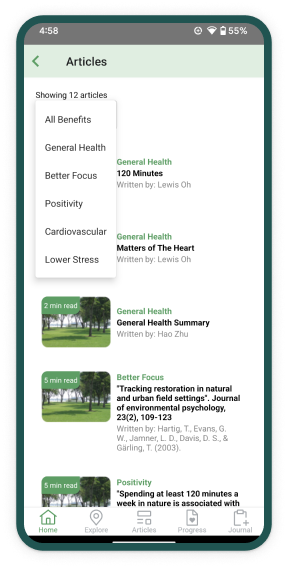 4:58
55%
Articles
Showing 12 articles
All Benefits
General Health
Better Focus
Positivity
Cardiovascular
Lower Stress
General Health
120 Minutes
Written by: Lewis Oh
General Health
Matters of The Heart
Written by: Lewis Oh
2 min read
General Health
General Health Summary
Written by: Hao Zhu
5 min read
Better Focus
"Tracking restoration in natural
and urban field settings". Journal
of environmental psychology,
23(2), 109-123
Written by: Hartig, T., Evans, G.
W., Jamner, L. D., Davis, D. S., &
Gärling, T. (2003).
5 min read
Positivity
"Spending at least 120 minutes a
week in nature is associated with
Home
Explore
Articles
Progress
Journal